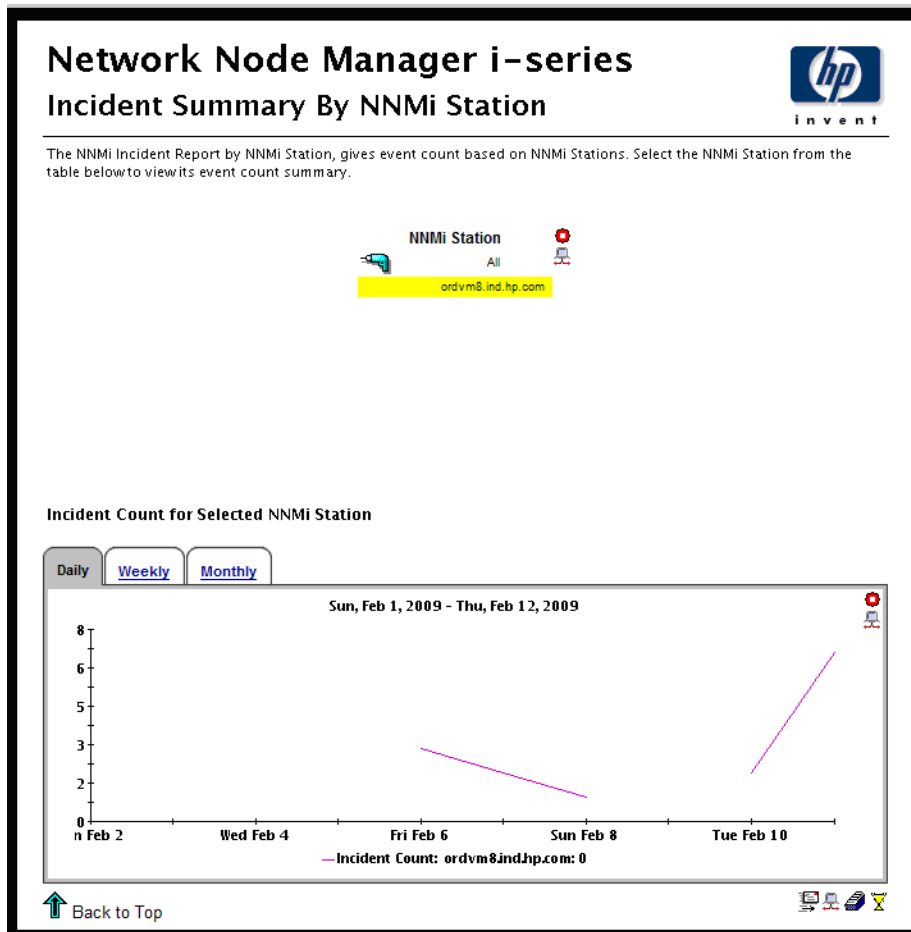 Network Node Manager i-series
Incident Summary By NNMi Station
hp
invent
The NNMi Incident Report by NNMi Station, gives event count based on NNMi Stations. Select the NNMi Station from the
table below to view its event count summary.
NNMi Station
All
ordvm8.ind.hp.com
Incident Count for Selected NNMi Station
Daily Weekly Monthly
Sun, Feb 1, 2009 - Thu, Feb 12, 2009
8
6
5
3
2
0
n Feb 2 Wed Feb 4 Fri Feb 6 Sun Feb 8 Tue Feb 10
Incident Count: ordvm8.ind.hp.com: 0
Back to Top